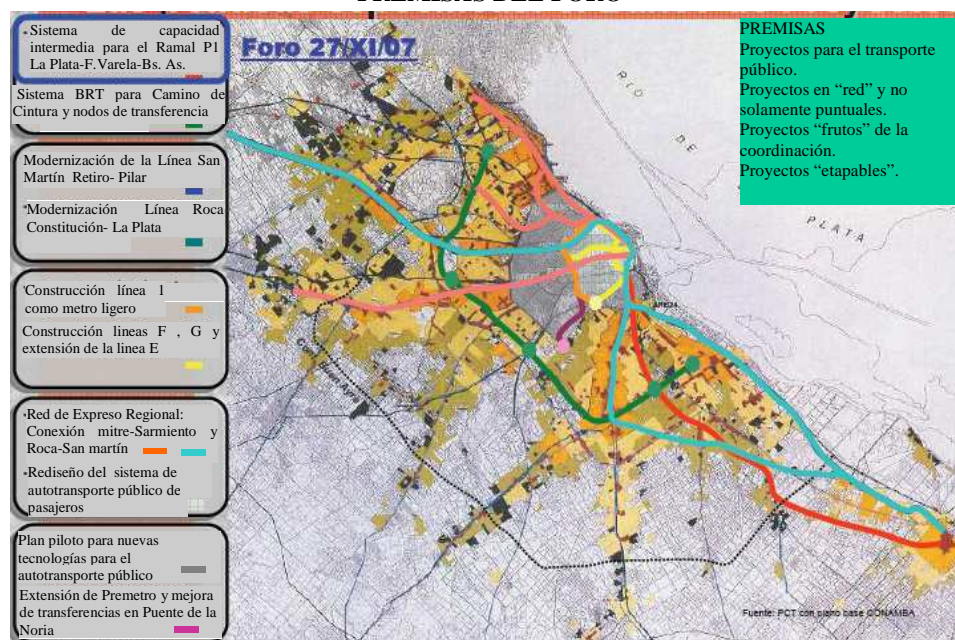 PREMISAS DEL FORO
Foro 27/XI/07
•Sistema de capacidad
intermedia para el Ramal P1
La Plata-F.Varela-Bs. As.
Sistema BRT para Camino de
Cintura y nodos de transferencia
Modernización de la Línea San
Martín Retiro- Pilar
•Modernización Línea Roca
Constitución- La Plata
Construcción línea I
como metro ligero
Construcción lineas F , G y
extensión de la linea E
•Red de Expreso Regional:
Conexión mitre-Sarmiento y
Roca-San martín
•Rediseño del sistema de
autotransporte público de
pasajeros
Plan piloto para nuevas
tecnologías para el
autotransporte público
Extensión de Premetro y mejora
de transferencias en Puente de la
Noria
PREMISAS
Proyectos para el transporte
público.
Proyectos en “red” y no
solamente puntuales.
Proyectos “frutos” de la
coordinación.
Proyectos “etapables”.
RIO
DE
PLATA
Fuente: PCT con plano base CONAMBA